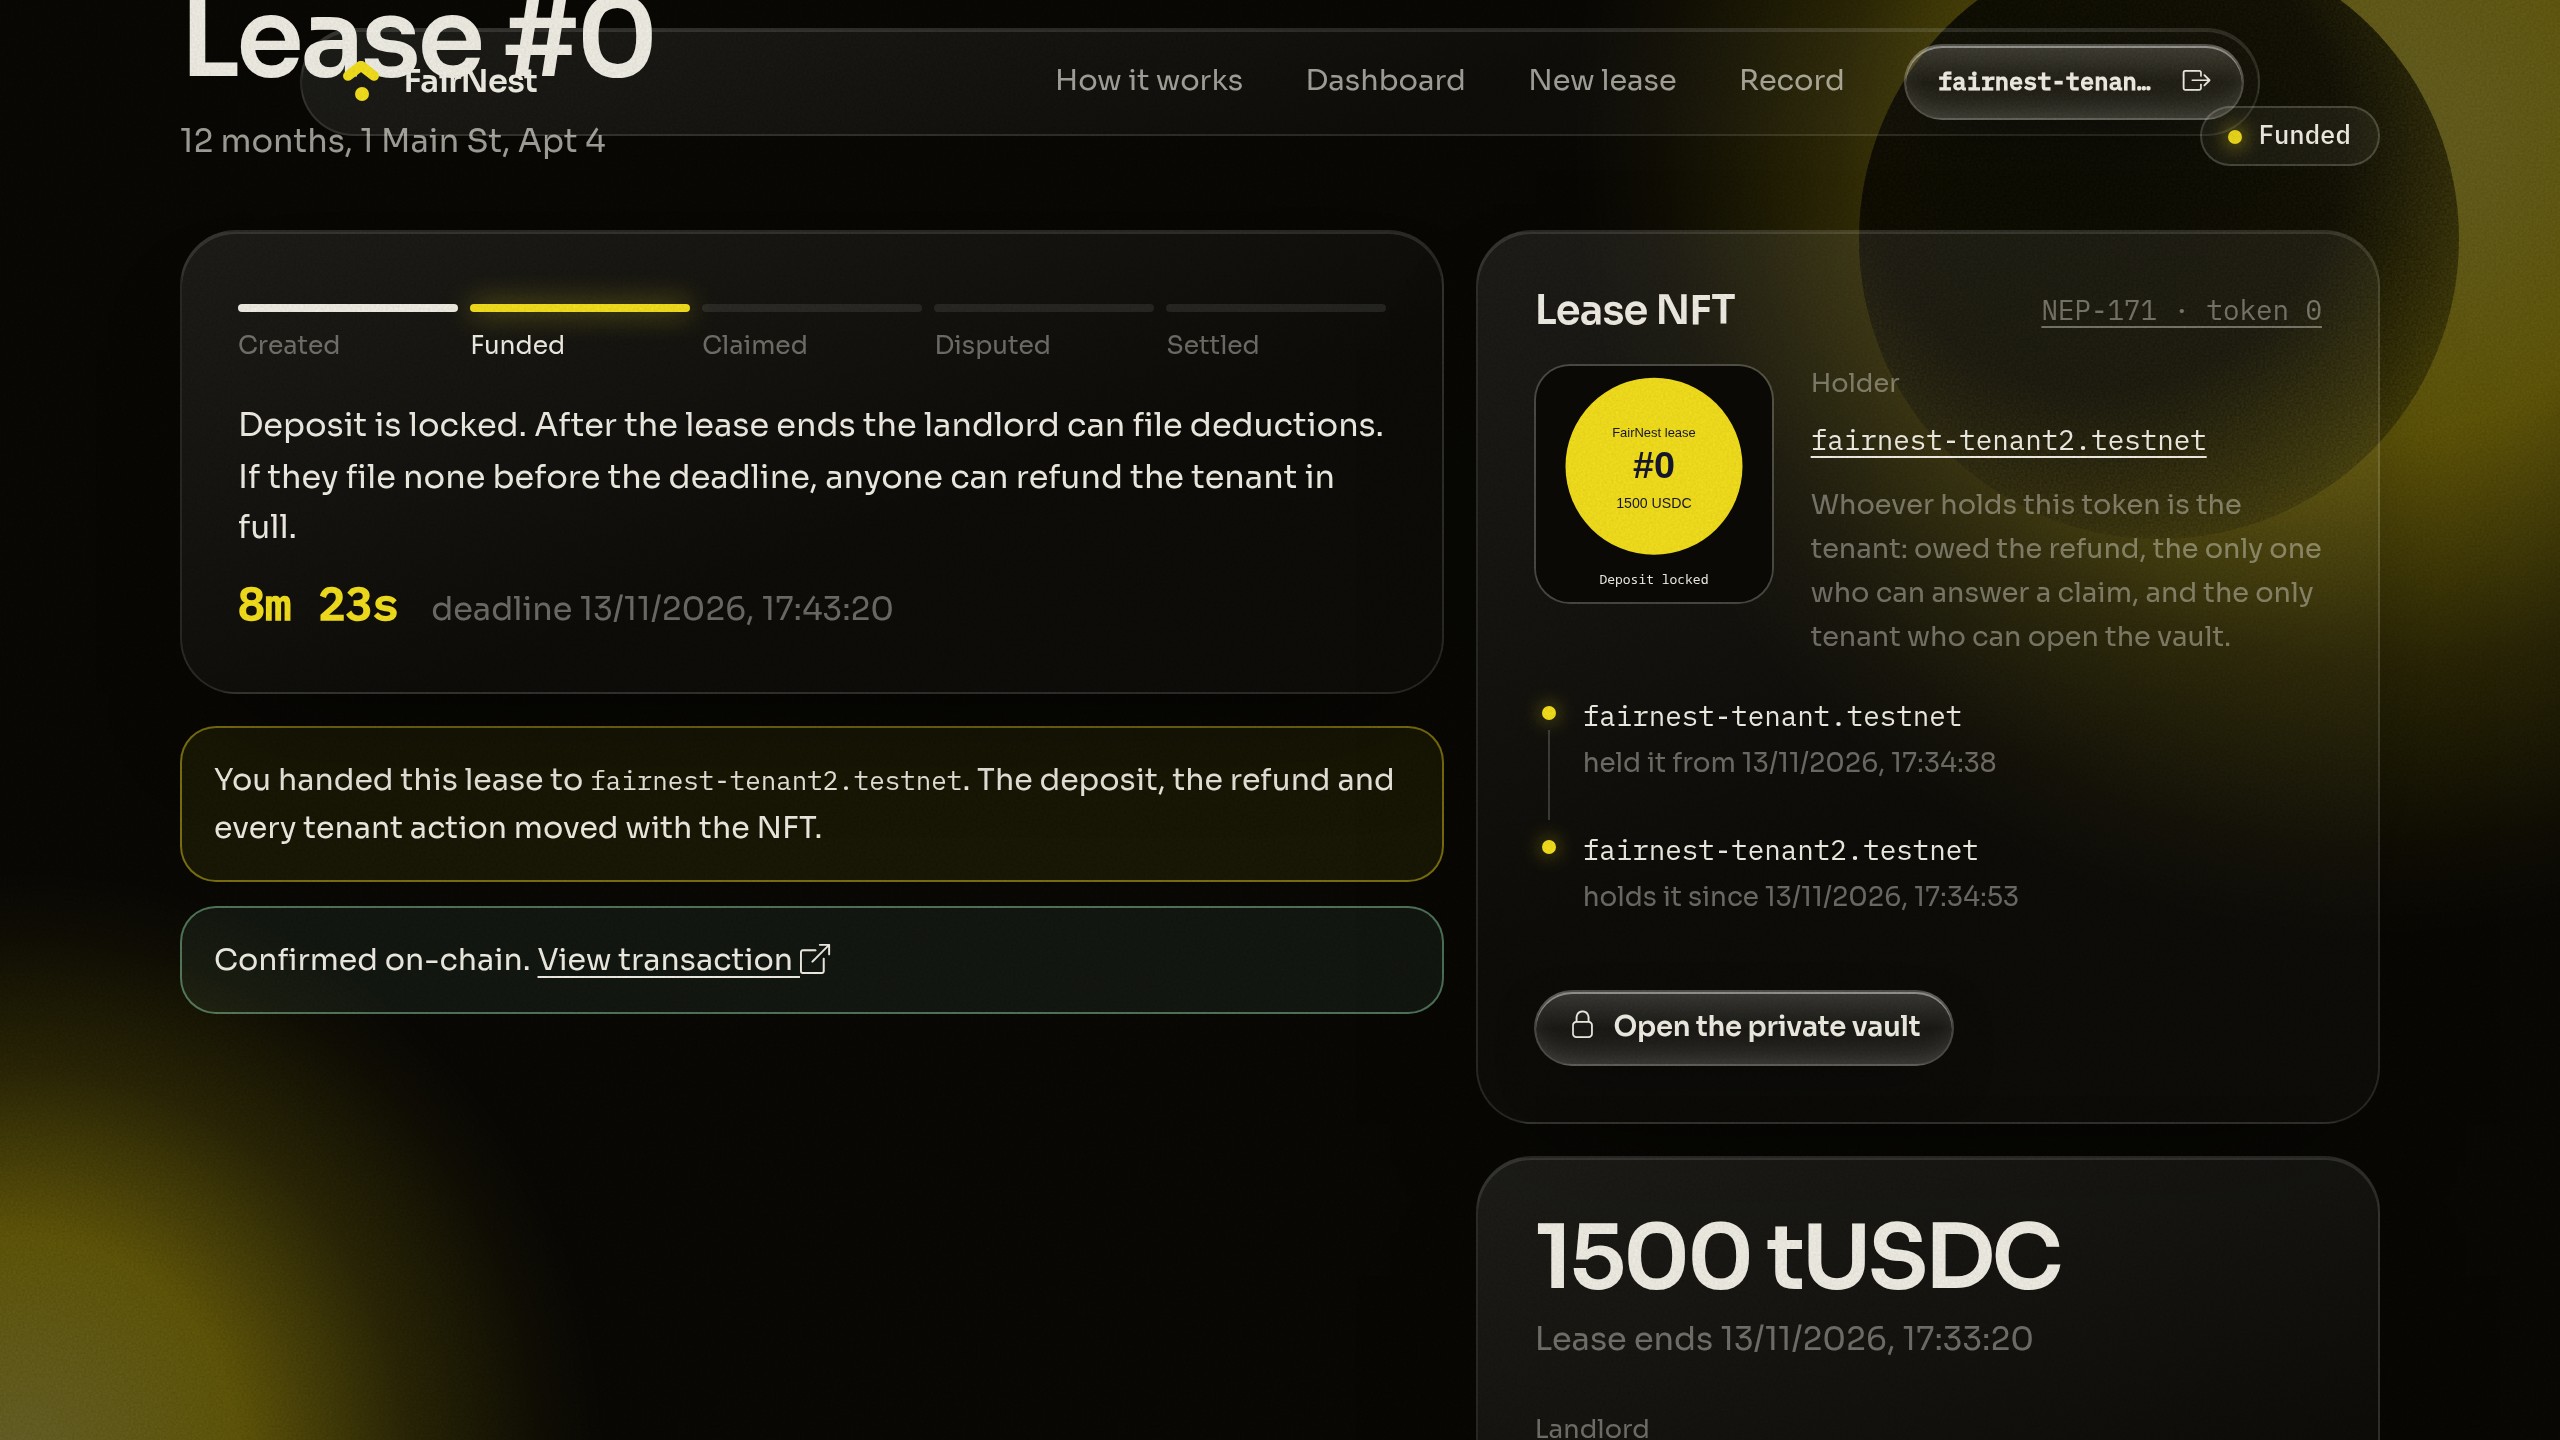 Lease #0
FairNest
How it works
Dashboard
New lease
Record
fairnest-tenan…
12 months, 1 Main St, Apt 4
Funded
Created
Funded
Claimed
Disputed
Settled
Deposit is locked. After the lease ends the landlord can file deductions.
If they file none before the deadline, anyone can refund the tenant in
full.
8m 23s
deadline 13/11/2026, 17:43:20
You handed this lease to fairnest-tenant2.testnet. The deposit, the refund and
every tenant action moved with the NFT.
Confirmed on-chain. View transaction
Lease NFT
NEP-171 · token 0
FairNest lease
#0
1500 USDC
Deposit locked
Holder
fairnest-tenant2.testnet
Whoever holds this token is the
tenant: owed the refund, the only one
who can answer a claim, and the only
tenant who can open the vault.
fairnest-tenant.testnet
held it from 13/11/2026, 17:34:38
fairnest-tenant2.testnet
holds it since 13/11/2026, 17:34:53
Open the private vault
1500 tUSDC
Lease ends 13/11/2026, 17:33:20
Landlord